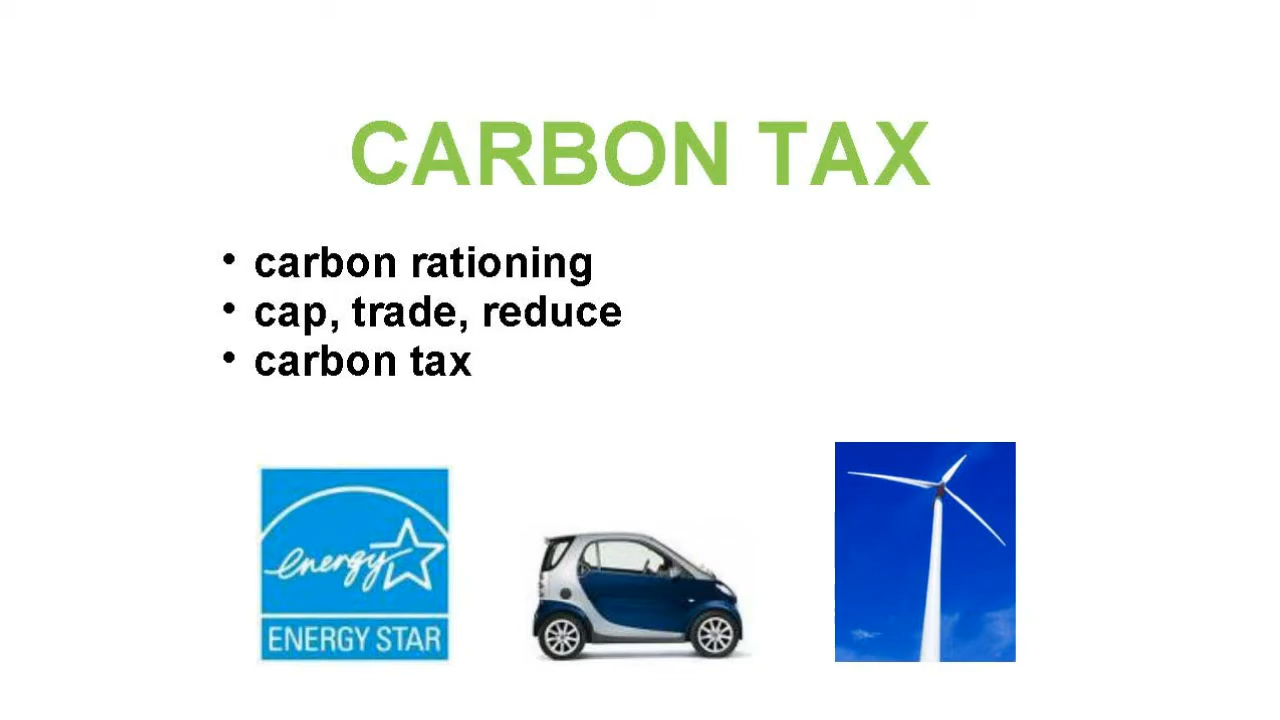 CARBON TAX
• carbon rationing
• cap, trade, reduce
• carbon tax
energy
ENERGY STAR